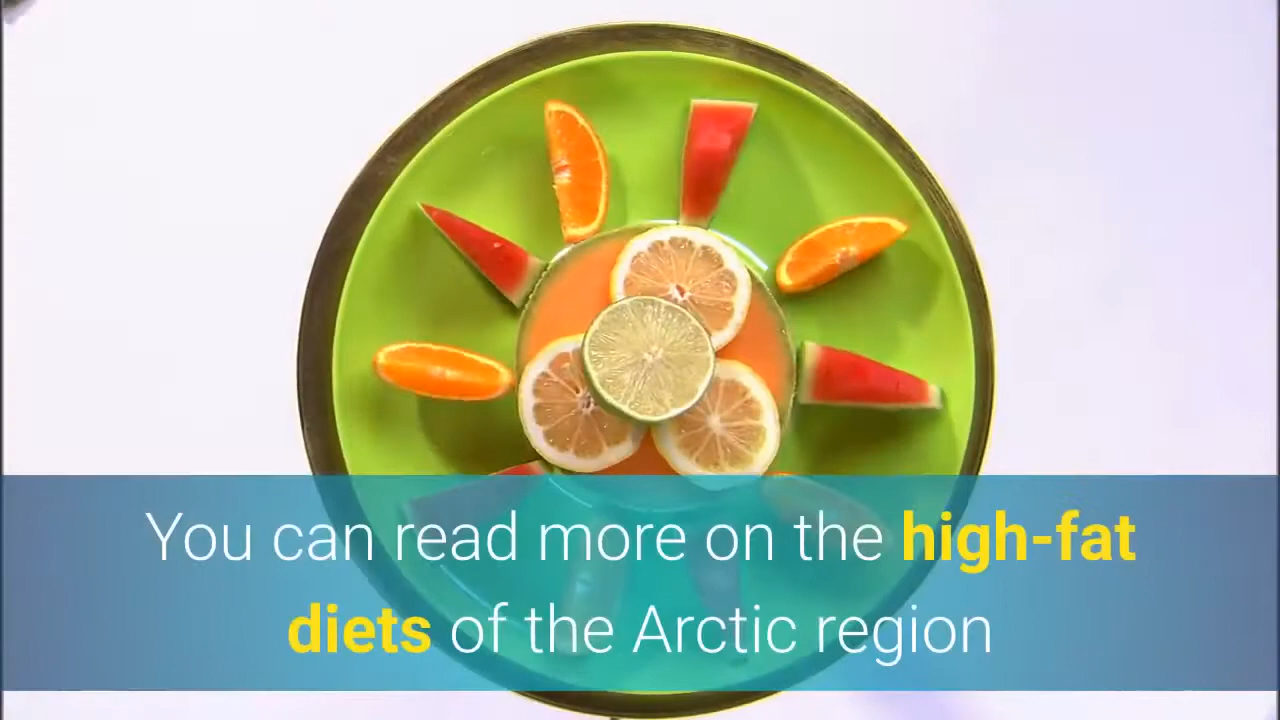 You can read more on the high-fat
diets of the Arctic region